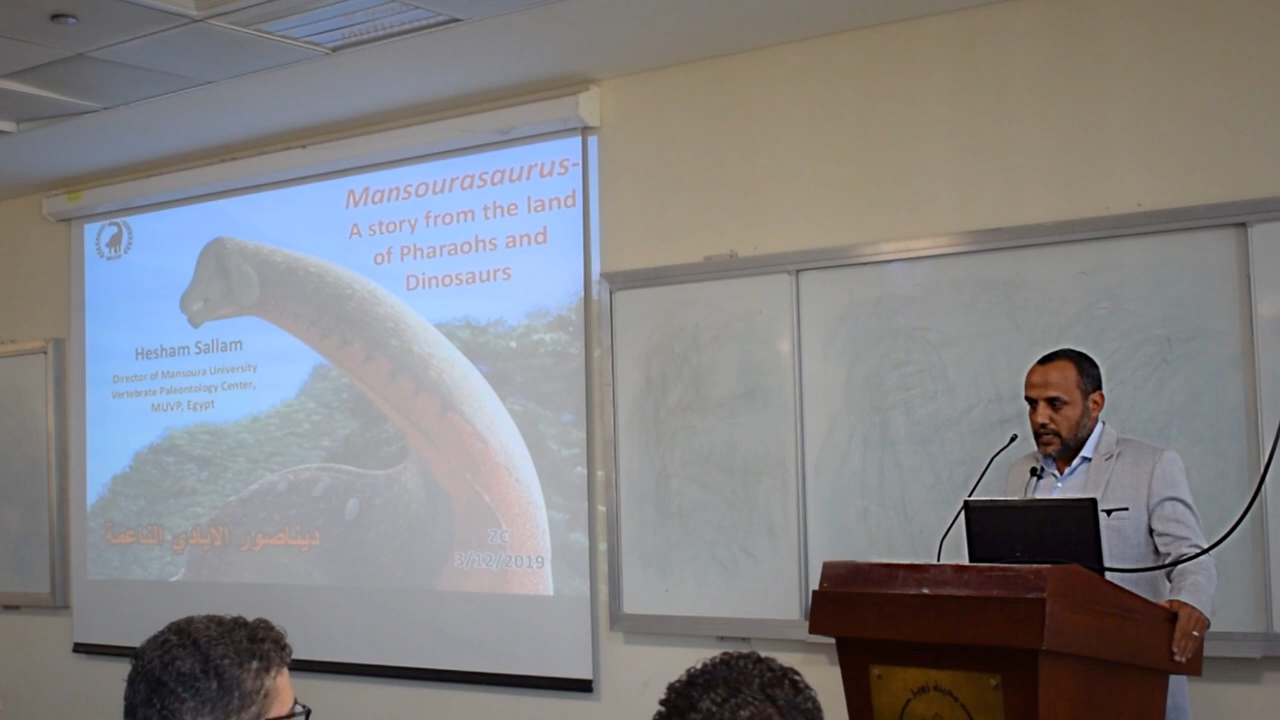 Mansourasaurus-
A story from the land
of Pharaohs and
Dinosaurs
Hesham Sallam
Director of Mansoura University
Vertebrate Paleontology Center,
MUVP, Egypt
ديناصور الايادي الناعمة
ZC
3/12/2019